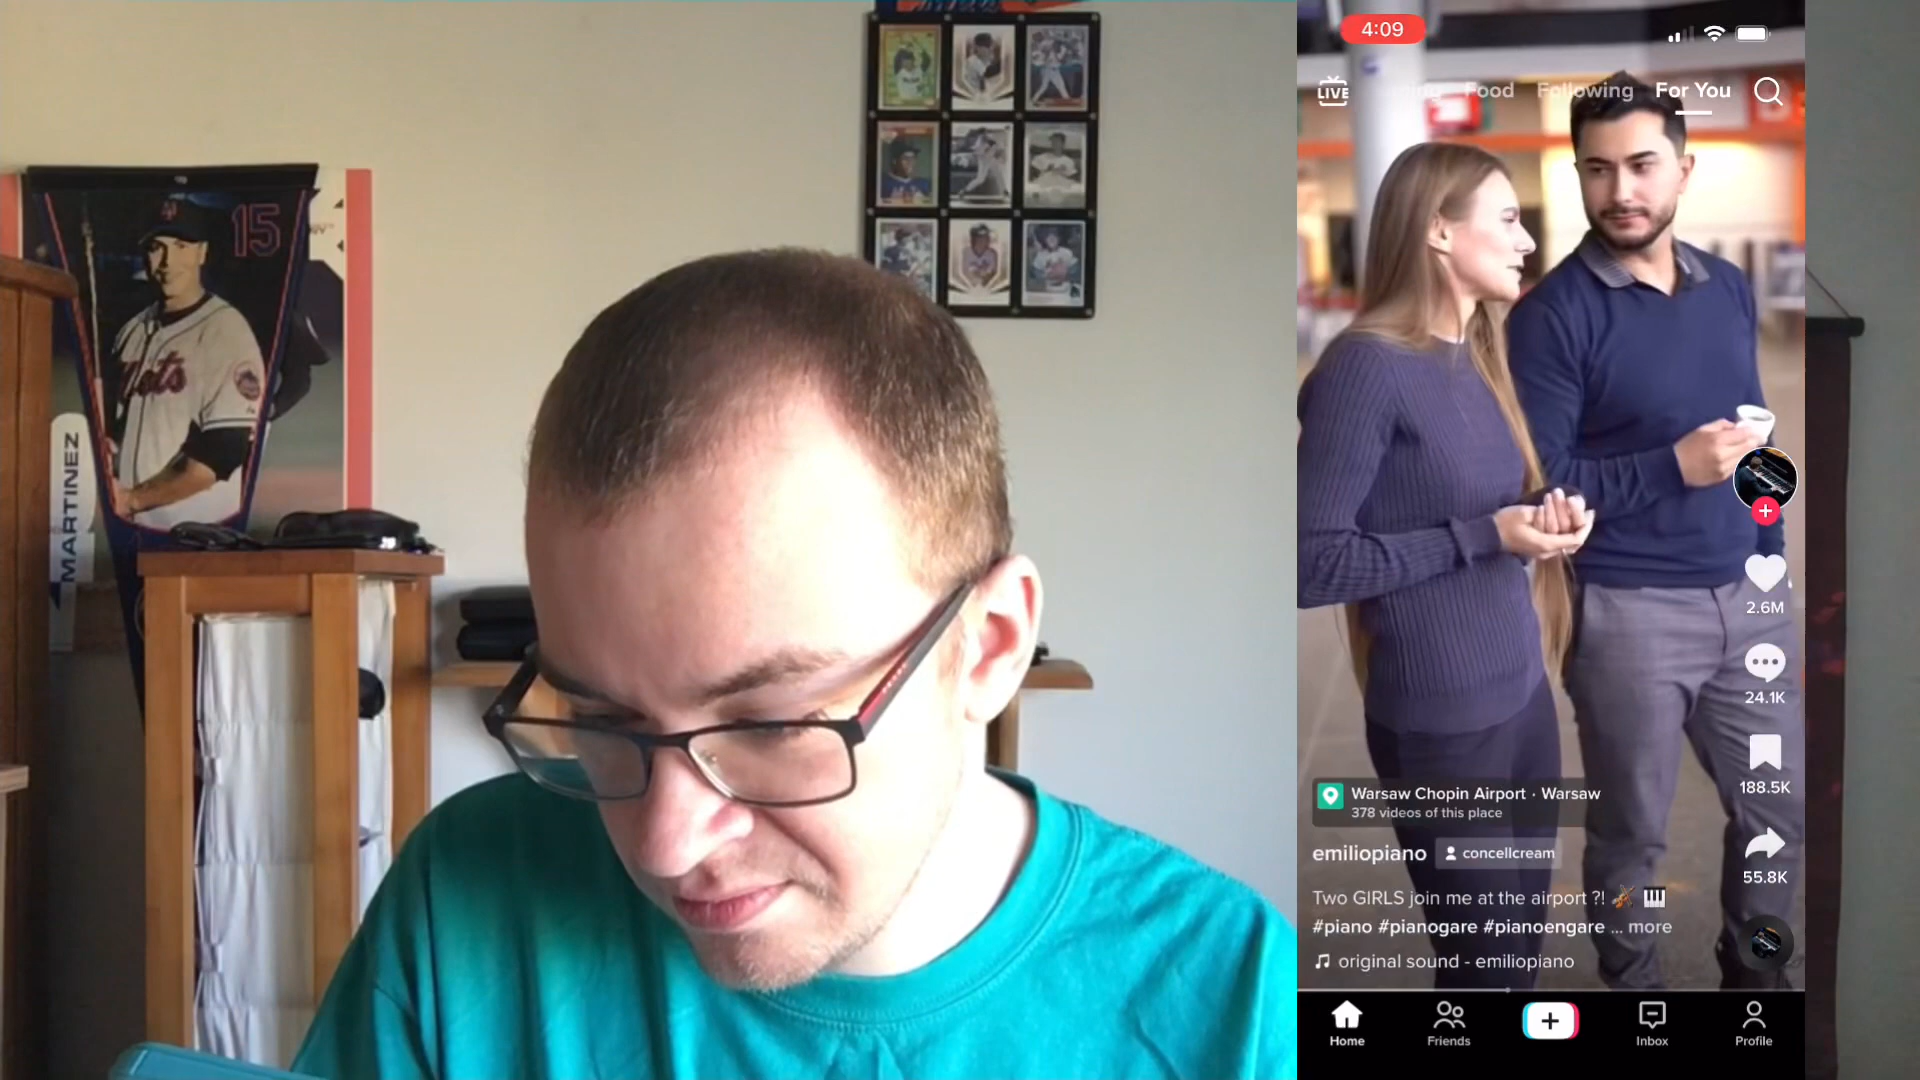 15
Mets
MARTINEZ
4:09
LIVE
Food
Following
For You
2.6M
24.1K
188.5K
55.8K
Warsaw Chopin Airport · Warsaw
378 videos of this place
emiliopiano
concellcream
Two GIRLS join me at the airport ?! 🎻 🎹
#piano #pianogare #pianoengare ... more
original sound - emiliopiano
Home
Friends
Inbox
Profile